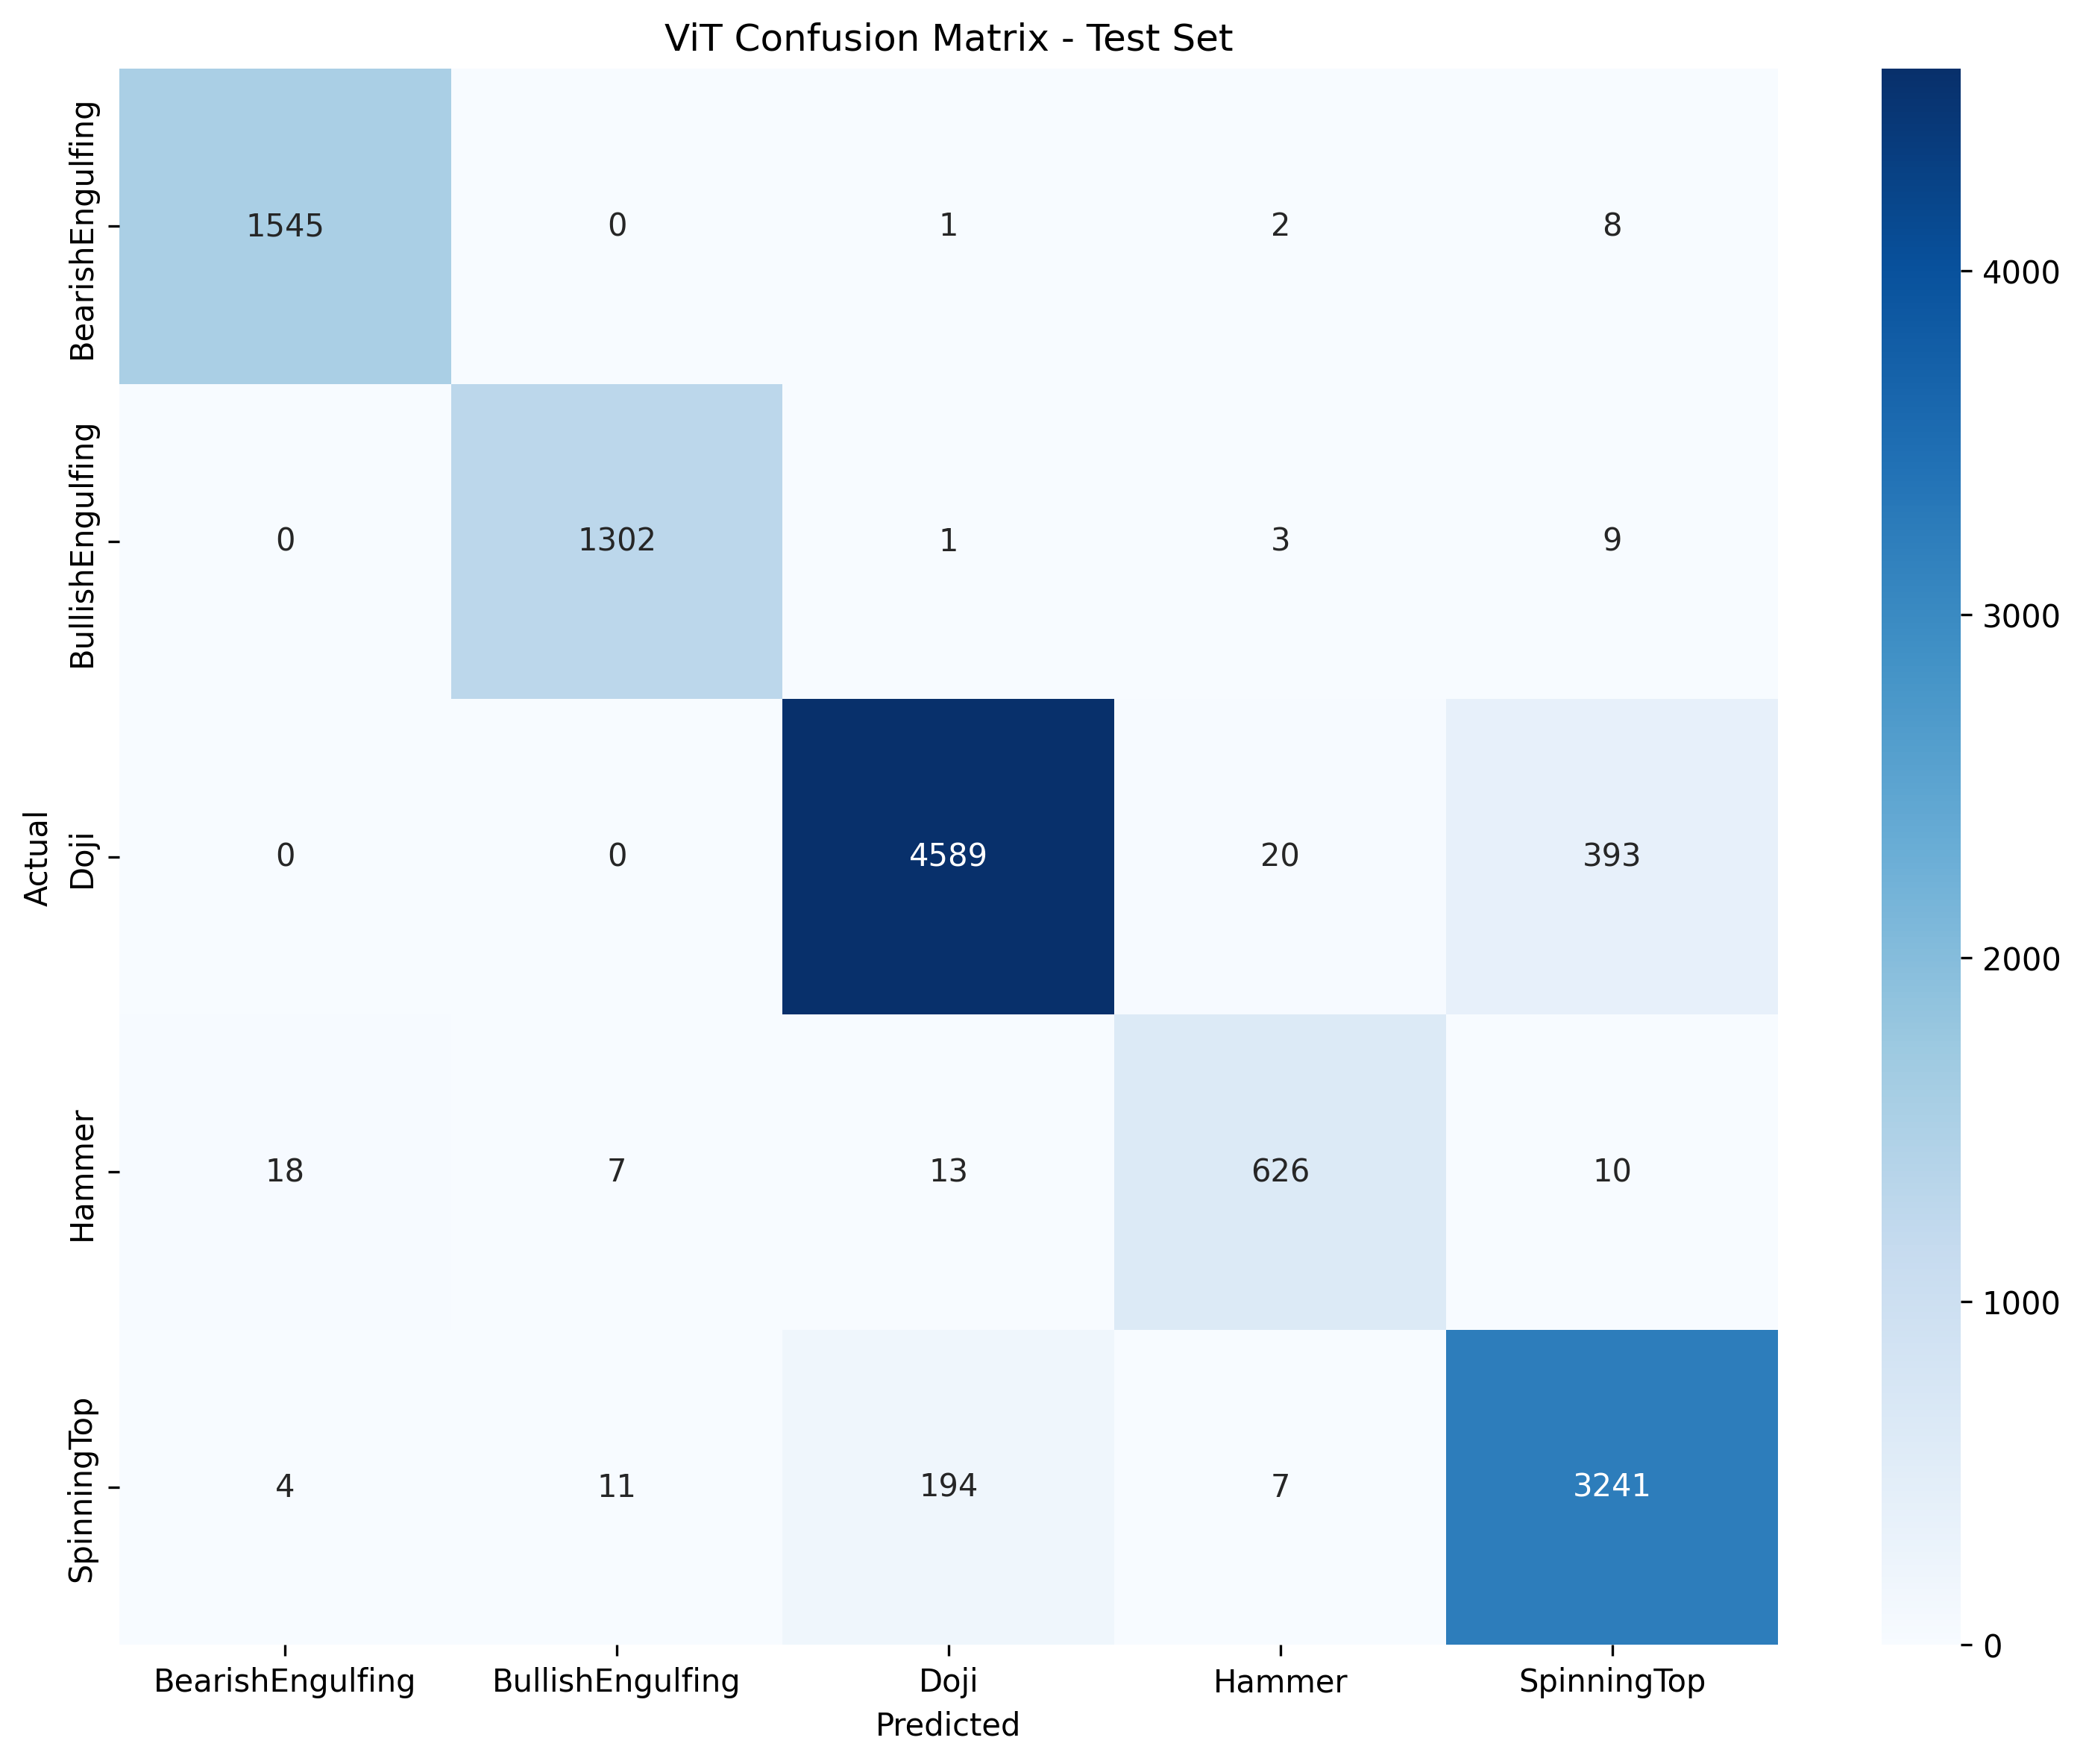 ViT Confusion Matrix - Test Set
Actual
BearishEngulfing
1545 0 1 2 8
BullishEngulfing
0 1302 1 3 9
Doji
0 0 4589 20 393
Hammer
18 7 13 626 10
SpinningTop
4 11 194 7 3241
BearishEngulfing BullishEngulfing Doji Hammer SpinningTop
Predicted
4000
3000
2000
1000
0